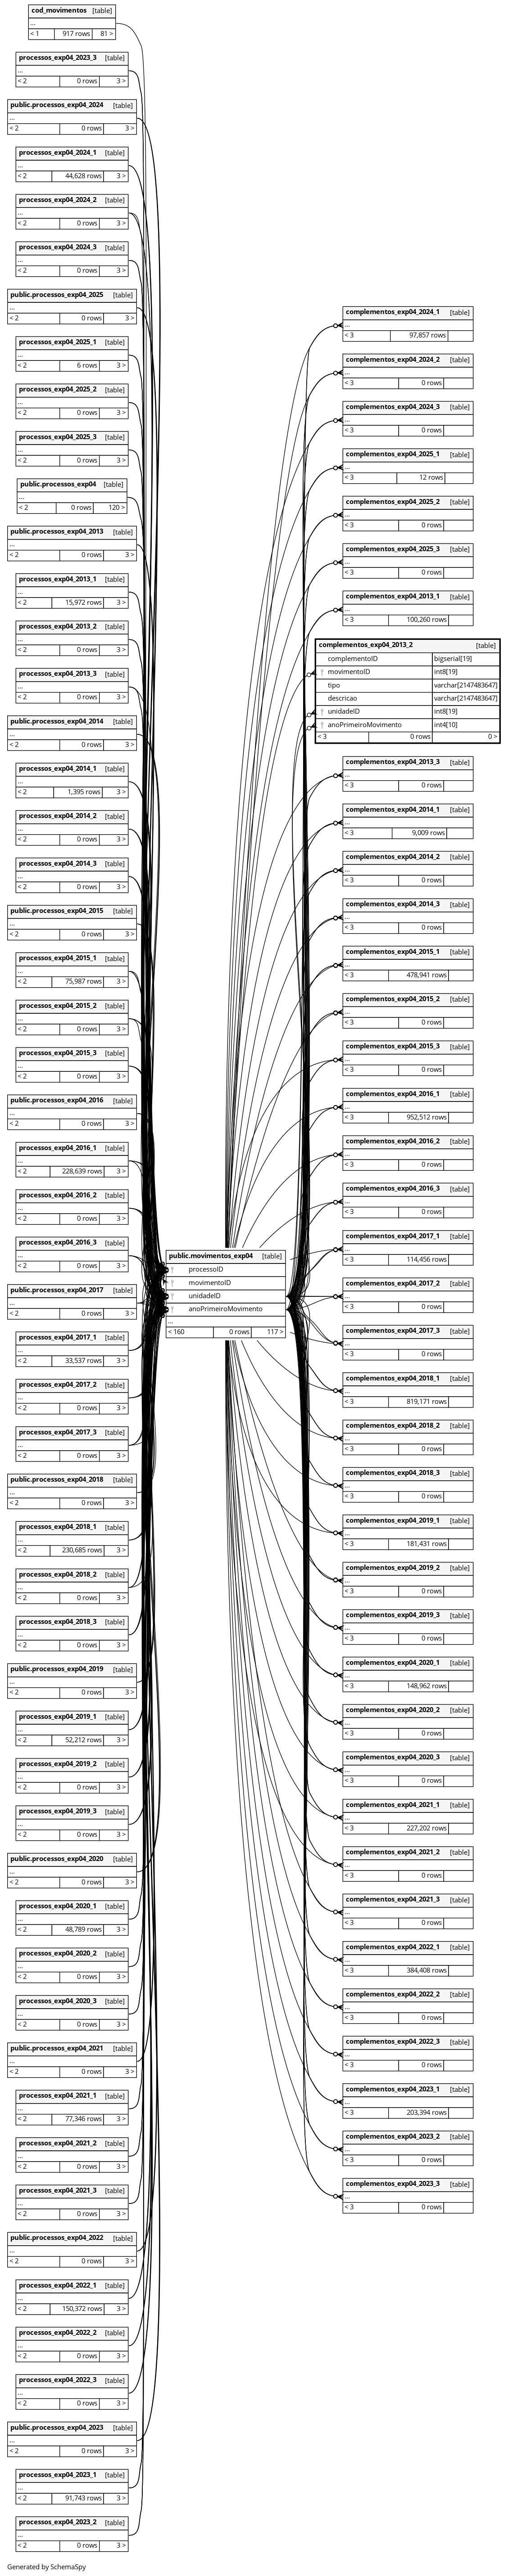 cod_movimentos [table]
...
< 1 917 rows 81 >
processos_exp04_2023_3 [table]
...
< 2 0 rows 3 >
public.processos_exp04_2024 [table]
...
< 2 0 rows 3 >
processos_exp04_2024_1 [table]
...
< 2 44,628 rows 3 >
processos_exp04_2024_2 [table]
...
< 2 0 rows 3 >
processos_exp04_2024_3 [table]
...
< 2 0 rows 3 >
public.processos_exp04_2025 [table]
...
< 2 0 rows 3 >
processos_exp04_2025_1 [table]
...
< 2 6 rows 3 >
processos_exp04_2025_2 [table]
...
< 2 0 rows 3 >
processos_exp04_2025_3 [table]
...
< 2 0 rows 3 >
public.processos_exp04 [table]
...
< 2 0 rows 120 >
public.processos_exp04_2013 [table]
...
< 2 0 rows 3 >
processos_exp04_2013_1 [table]
...
< 2 15,972 rows 3 >
processos_exp04_2013_2 [table]
...
< 2 0 rows 3 >
processos_exp04_2013_3 [table]
...
< 2 0 rows 3 >
public.processos_exp04_2014 [table]
...
< 2 0 rows 3 >
processos_exp04_2014_1 [table]
...
< 2 1,395 rows 3 >
processos_exp04_2014_2 [table]
...
< 2 0 rows 3 >
processos_exp04_2014_3 [table]
...
< 2 0 rows 3 >
public.processos_exp04_2015 [table]
...
< 2 0 rows 3 >
processos_exp04_2015_1 [table]
...
< 2 75,987 rows 3 >
processos_exp04_2015_2 [table]
...
< 2 0 rows 3 >
processos_exp04_2015_3 [table]
...
< 2 0 rows 3 >
public.processos_exp04_2016 [table]
...
< 2 0 rows 3 >
processos_exp04_2016_1 [table]
...
< 2 228,639 rows 3 >
processos_exp04_2016_2 [table]
...
< 2 0 rows 3 >
processos_exp04_2016_3 [table]
...
< 2 0 rows 3 >
public.processos_exp04_2017 [table]
...
< 2 0 rows 3 >
processos_exp04_2017_1 [table]
...
< 2 33,537 rows 3 >
processos_exp04_2017_2 [table]
...
< 2 0 rows 3 >
processos_exp04_2017_3 [table]
...
< 2 0 rows 3 >
public.processos_exp04_2018 [table]
...
< 2 0 rows 3 >
processos_exp04_2018_1 [table]
...
< 2 230,685 rows 3 >
processos_exp04_2018_2 [table]
...
< 2 0 rows 3 >
processos_exp04_2018_3 [table]
...
< 2 0 rows 3 >
public.processos_exp04_2019 [table]
...
< 2 0 rows 3 >
processos_exp04_2019_1 [table]
...
< 2 52,212 rows 3 >
processos_exp04_2019_2 [table]
...
< 2 0 rows 3 >
processos_exp04_2019_3 [table]
...
< 2 0 rows 3 >
public.processos_exp04_2020 [table]
...
< 2 0 rows 3 >
processos_exp04_2020_1 [table]
...
< 2 48,789 rows 3 >
processos_exp04_2020_2 [table]
...
< 2 0 rows 3 >
processos_exp04_2020_3 [table]
...
< 2 0 rows 3 >
public.processos_exp04_2021 [table]
...
< 2 0 rows 3 >
processos_exp04_2021_1 [table]
...
< 2 77,346 rows 3 >
processos_exp04_2021_2 [table]
...
< 2 0 rows 3 >
processos_exp04_2021_3 [table]
...
< 2 0 rows 3 >
public.processos_exp04_2022 [table]
...
< 2 0 rows 3 >
processos_exp04_2022_1 [table]
...
< 2 150,372 rows 3 >
processos_exp04_2022_2 [table]
...
< 2 0 rows 3 >
processos_exp04_2022_3 [table]
...
< 2 0 rows 3 >
public.processos_exp04_2023 [table]
...
< 2 0 rows 3 >
processos_exp04_2023_1 [table]
...
< 2 91,743 rows 3 >
processos_exp04_2023_2 [table]
...
< 2 0 rows 3 >
public.movimentos_exp04 [table]
processoID
movimentoID
unidadeID
anoPrimeiroMovimento
...
< 160 0 rows 117 >
complementos_exp04_2024_1 [table]
...
< 3 97,857 rows
complementos_exp04_2024_2 [table]
...
< 3 0 rows
complementos_exp04_2024_3 [table]
...
< 3 0 rows
complementos_exp04_2025_1 [table]
...
< 3 12 rows
complementos_exp04_2025_2 [table]
...
< 3 0 rows
complementos_exp04_2025_3 [table]
...
< 3 0 rows
complementos_exp04_2013_1 [table]
...
< 3 100,260 rows
complementos_exp04_2013_2 [table]
complementoID bigserial[19]
movimentoID int8[19]
tipo varchar[2147483647]
descricao varchar[2147483647]
unidadeID int8[19]
anoPrimeiroMovimento int4[10]
< 3 0 rows 0 >
complementos_exp04_2013_3 [table]
...
< 3 0 rows
complementos_exp04_2014_1 [table]
...
< 3 9,009 rows
complementos_exp04_2014_2 [table]
...
< 3 0 rows
complementos_exp04_2014_3 [table]
...
< 3 0 rows
complementos_exp04_2015_1 [table]
...
< 3 478,941 rows
complementos_exp04_2015_2 [table]
...
< 3 0 rows
complementos_exp04_2015_3 [table]
...
< 3 0 rows
complementos_exp04_2016_1 [table]
...
< 3 952,512 rows
complementos_exp04_2016_2 [table]
...
< 3 0 rows
complementos_exp04_2016_3 [table]
...
< 3 0 rows
complementos_exp04_2017_1 [table]
...
< 3 114,456 rows
complementos_exp04_2017_2 [table]
...
< 3 0 rows
complementos_exp04_2017_3 [table]
...
< 3 0 rows
complementos_exp04_2018_1 [table]
...
< 3 819,171 rows
complementos_exp04_2018_2 [table]
...
< 3 0 rows
complementos_exp04_2018_3 [table]
...
< 3 0 rows
complementos_exp04_2019_1 [table]
...
< 3 181,431 rows
complementos_exp04_2019_2 [table]
...
< 3 0 rows
complementos_exp04_2019_3 [table]
...
< 3 0 rows
complementos_exp04_2020_1 [table]
...
< 3 148,962 rows
complementos_exp04_2020_2 [table]
...
< 3 0 rows
complementos_exp04_2020_3 [table]
...
< 3 0 rows
complementos_exp04_2021_1 [table]
...
< 3 227,202 rows
complementos_exp04_2021_2 [table]
...
< 3 0 rows
complementos_exp04_2021_3 [table]
...
< 3 0 rows
complementos_exp04_2022_1 [table]
...
< 3 384,408 rows
complementos_exp04_2022_2 [table]
...
< 3 0 rows
complementos_exp04_2022_3 [table]
...
< 3 0 rows
complementos_exp04_2023_1 [table]
...
< 3 203,394 rows
complementos_exp04_2023_2 [table]
...
< 3 0 rows
complementos_exp04_2023_3 [table]
...
< 3 0 rows
Generated by SchemaSpy